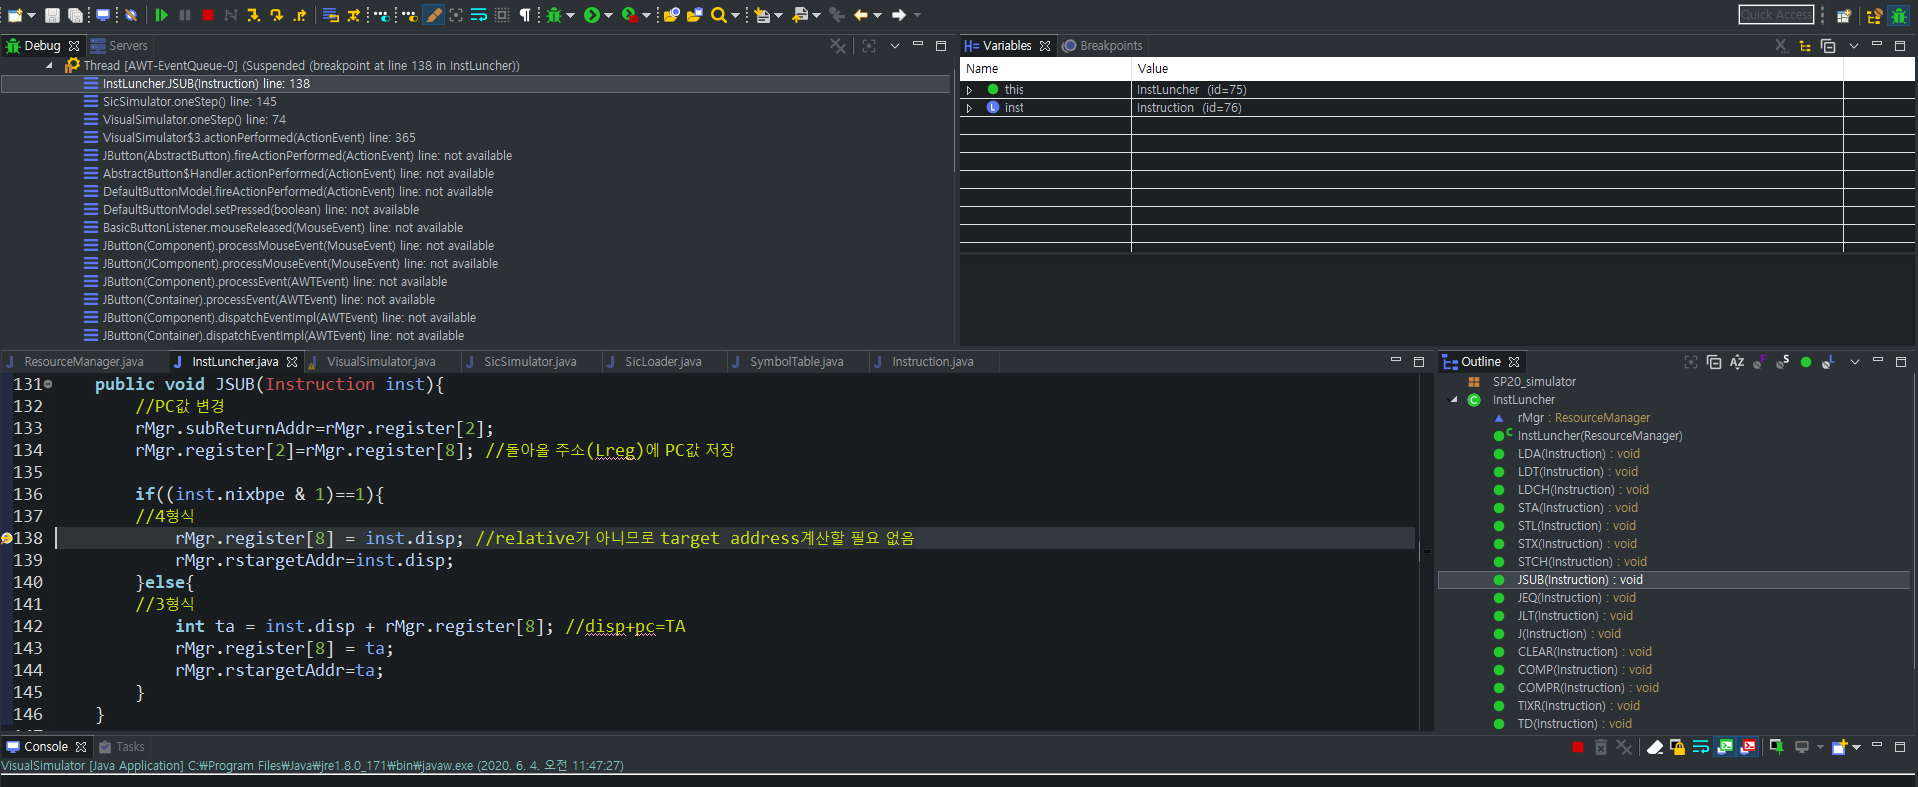 Quick Access
Debug
Servers
Thread [AWT-EventQueue-0] (Suspended (breakpoint at line 138 in InstLuncher))
InstLuncher.JSUB(Instruction) line: 138
SicSimulator.oneStep() line: 145
VisualSimulator.oneStep() line: 74
VisualSimulator$3.actionPerformed(ActionEvent) line: 365
JButton(AbstractButton).fireActionPerformed(ActionEvent) line: not available
AbstractButton$Handler.actionPerformed(ActionEvent) line: not available
DefaultButtonModel.fireActionPerformed(ActionEvent) line: not available
DefaultButtonModel.setPressed(boolean) line: not available
BasicButtonListener.mouseReleased(MouseEvent) line: not available
JButton(Component).processMouseEvent(MouseEvent) line: not available
JButton(JComponent).processMouseEvent(MouseEvent) line: not available
JButton(Component).processEvent(AWTEvent) line: not available
JButton(Container).processEvent(AWTEvent) line: not available
JButton(Component).dispatchEventImpl(AWTEvent) line: not available
JButton(Container).dispatchEventImpl(AWTEvent) line: not available
Variables
Breakpoints
Name Value
this InstLuncher (id=75)
inst Instruction (id=76)
ResourceManager.java
InstLuncher.java
VisualSimulator.java
SicSimulator.java
SicLoader.java
SymbolTable.java
Instruction.java
131 public void JSUB(Instruction inst){
132 //PC값 변경
133 rMgr.subReturnAddr=rMgr.register[2];
134 rMgr.register[2]=rMgr.register[8]; //돌아올 주소(Lreg)에 PC값 저장
135
136 if((inst.nixbpe & 1)==1){
137 //4형식
138 rMgr.register[8] = inst.disp; //relative가 아니므로 target address계산할 필요 없음
139 rMgr.rstargetAddr=inst.disp;
140 }else{
141 //3형식
142 int ta = inst.disp + rMgr.register[8]; //disp+pc=TA
143 rMgr.register[8] = ta;
144 rMgr.rstargetAddr=ta;
145 }
146 }
Outline
SP20_simulator
InstLuncher
rMgr : ResourceManager
InstLuncher(ResourceManager)
LDA(Instruction) : void
LDT(Instruction) : void
LDCH(Instruction) : void
STA(Instruction) : void
STL(Instruction) : void
STX(Instruction) : void
STCH(Instruction) : void
JSUB(Instruction) : void
JEQ(Instruction) : void
JLT(Instruction) : void
J(Instruction) : void
CLEAR(Instruction) : void
COMP(Instruction) : void
COMPR(Instruction) : void
TIXR(Instruction) : void
TD(Instruction) : void
Console
Tasks
VisualSimulator [Java Application] C:₩Program Files₩Java₩jre1.8.0_171₩bin₩javaw.exe (2020. 6. 4. 오전 11:47:27)